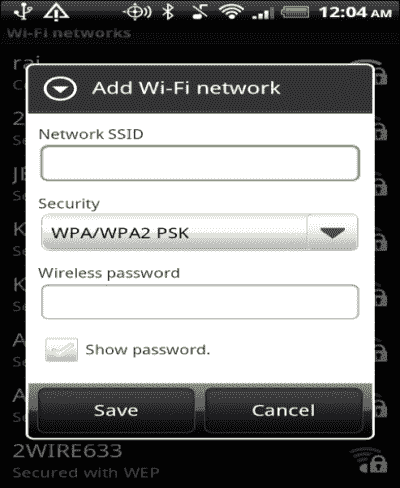 12:04 AM
Wi-Fi networks
Add Wi-Fi network
Network SSID
Security
WPA/WPA2 PSK
Wireless password
Show password.
Save
Cancel
2WIRE633
Secured with WEP